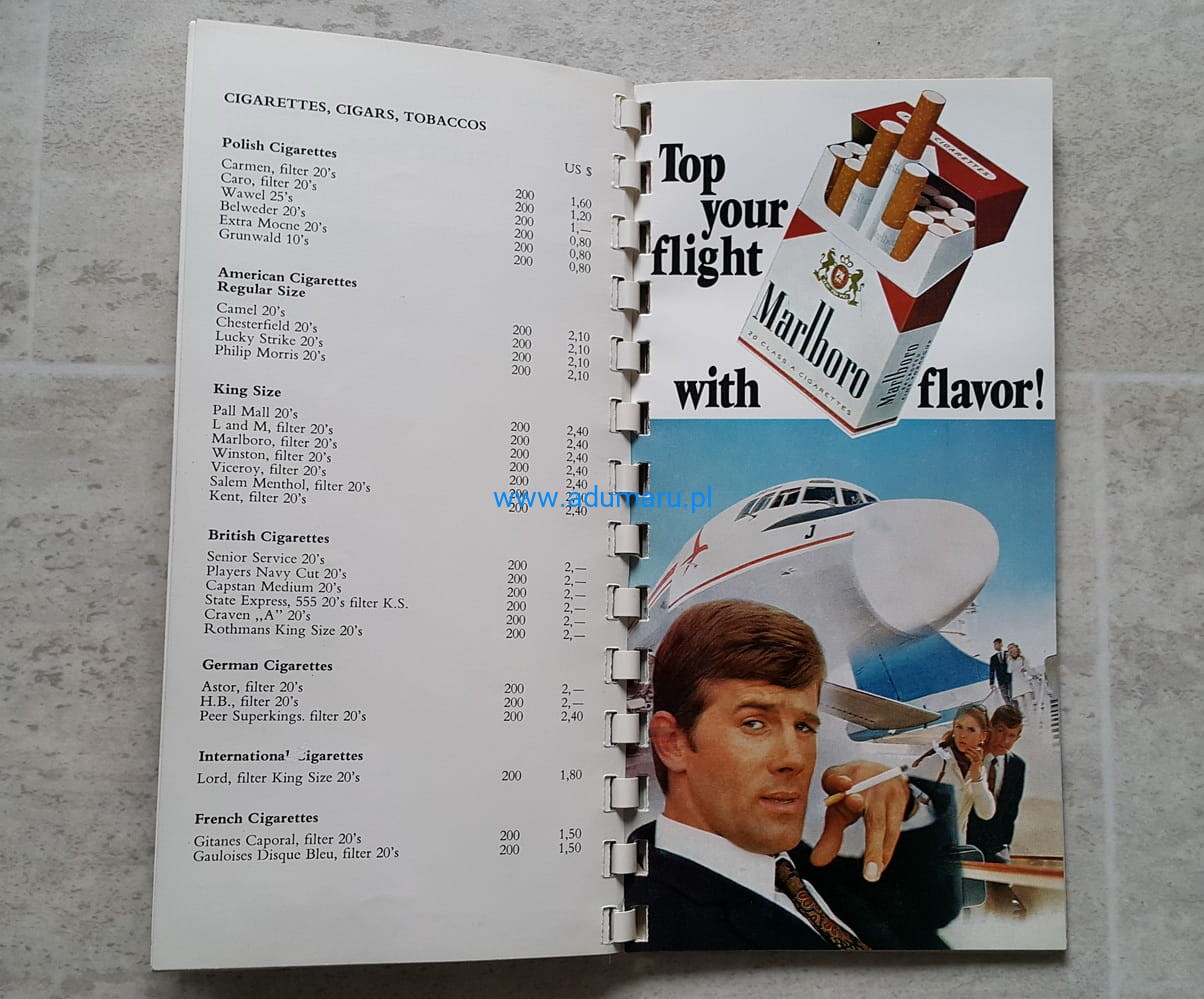 CIGARETTES, CIGARS, TOBACCOS
US $
Polish Cigarettes
Carmen, filter 20's 200 1,60
Caro, filter 20's 200 1,20
Wawel 25's 200 1,—
Belweder 20's 200 0,80
Extra Mocne 20's 200 0,80
Grunwald 10's 200 0,80
American Cigarettes
Regular Size
Camel 20's 200 2,10
Chesterfield 20's 200 2,10
Lucky Strike 20's 200 2,10
Philip Morris 20's 200 2,10
King Size
Pall Mall 20's 200 2,40
L and M, filter 20's 200 2,40
Marlboro, filter 20's 200 2,40
Winston, filter 20's 200 2,40
Viceroy, filter 20's 200 2,40
Salem Menthol, filter 20's 200 2,40
Kent, filter 20's 200 2,40
British Cigarettes
Senior Service 20's 200 2,—
Players Navy Cut 20's 200 2,—
Capstan Medium 20's 200 2,—
State Express, 555 20's filter K.S. 200 2,—
Craven „A” 20's 200 2,—
Rothmans King Size 20's 200 2,—
German Cigarettes
Astor, filter 20's 200 2,—
H.B., filter 20's 200 2,—
Peer Superkings. filter 20's 200 2,40
International Cigarettes
Lord, filter King Size 20's 200 1,80
French Cigarettes
Gitanes Caporal, filter 20's 200 1,50
Gauloises Disque Bleu, filter 20's 200 1,50
www.adumaru.pl
Top
your
flight
with flavor!
CIGARETTES
Marlboro
20 CLASS A CIGARETTES
Marlboro
J